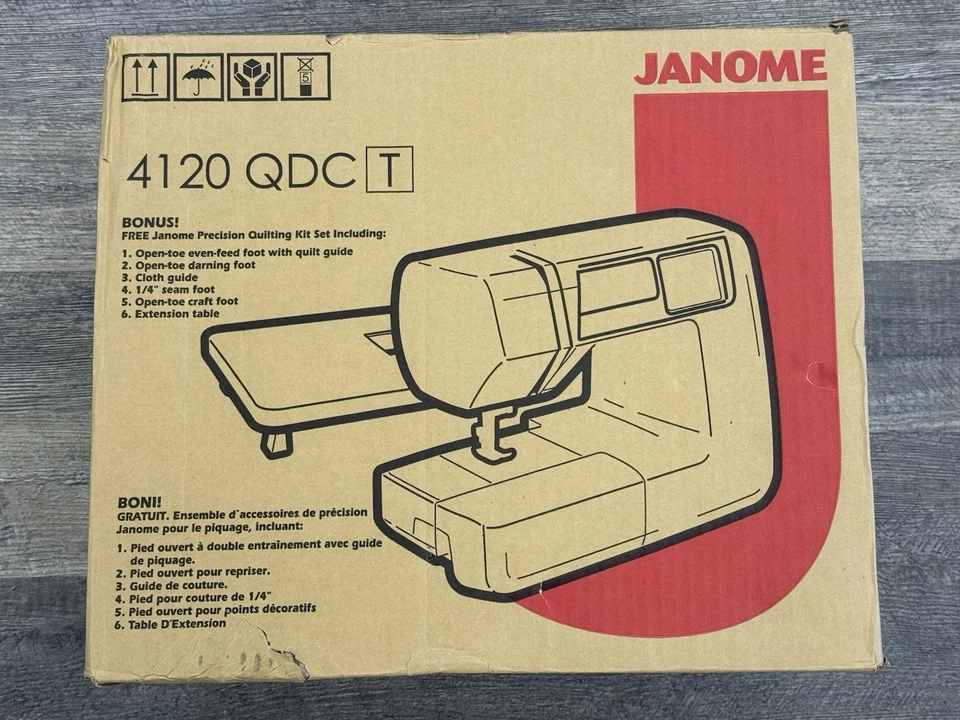 JANOME
5
4120 QDC T
BONUS!
FREE Janome Precision Quilting Kit Set Including:
1. Open-toe even-feed foot with quilt guide
2. Open-toe darning foot
3. Cloth guide
4. 1/4" seam foot
5. Open-toe craft foot
6. Extension table
BONI!
GRATUIT. Ensemble d`accessoires de précision
Janome pour le piquage, incluant:
1. Pied ouvert à double entraînement avec guide
de piquage.
2. Pied ouvert pour repriser.
3. Guide de couture.
4. Pied pour couture de 1/4"
5. Pied ouvert pour points décoratifs
6. Table D'Extension